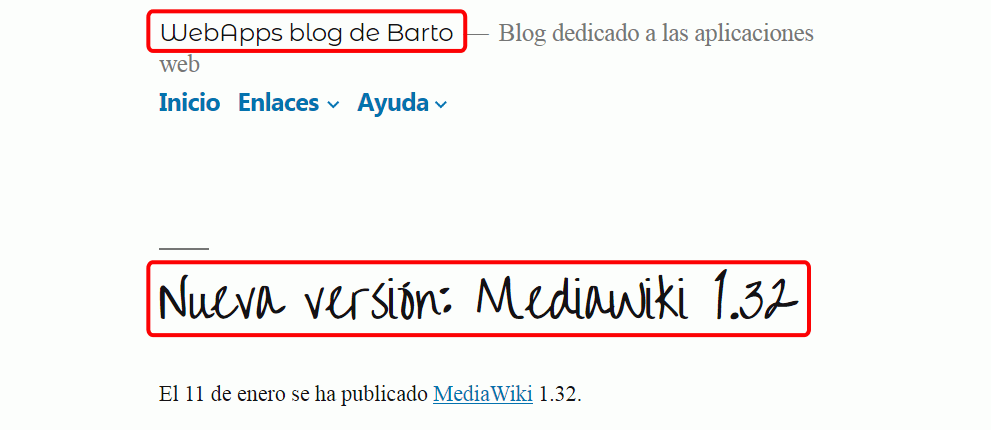 WebApps blog de Barto — Blog dedicado a las aplicaciones
web
Inicio Enlaces Ayuda
Nueva versión: MediaWiki 1.32
El 11 de enero se ha publicado MediaWiki 1.32.